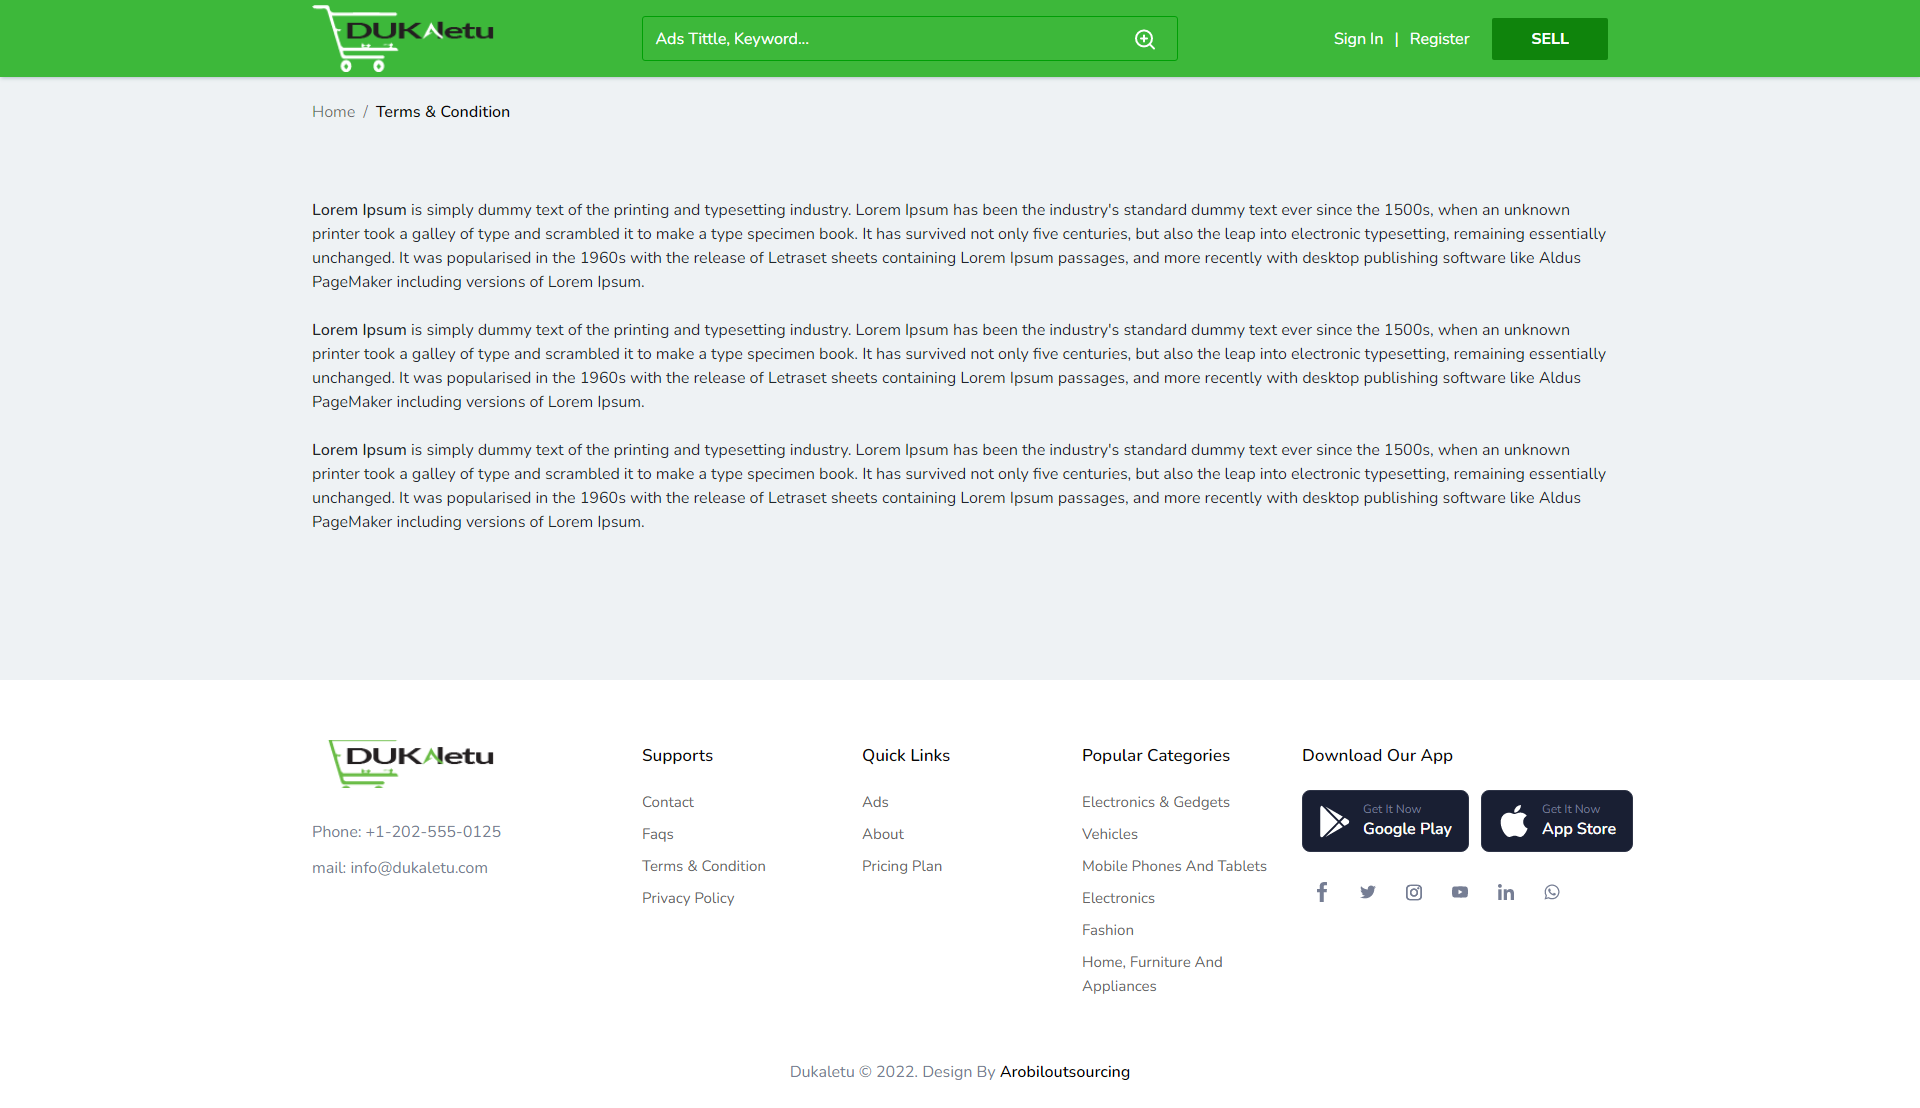 DUKAletu
Ads Tittle, Keyword...
Sign In | Register
SELL
Home / Terms & Condition
Lorem Ipsum is simply dummy text of the printing and typesetting industry. Lorem Ipsum has been the industry's standard dummy text ever since the 1500s, when an unknown
printer took a galley of type and scrambled it to make a type specimen book. It has survived not only five centuries, but also the leap into electronic typesetting, remaining essentially
unchanged. It was popularised in the 1960s with the release of Letraset sheets containing Lorem Ipsum passages, and more recently with desktop publishing software like Aldus
PageMaker including versions of Lorem Ipsum.
Lorem Ipsum is simply dummy text of the printing and typesetting industry. Lorem Ipsum has been the industry's standard dummy text ever since the 1500s, when an unknown
printer took a galley of type and scrambled it to make a type specimen book. It has survived not only five centuries, but also the leap into electronic typesetting, remaining essentially
unchanged. It was popularised in the 1960s with the release of Letraset sheets containing Lorem Ipsum passages, and more recently with desktop publishing software like Aldus
PageMaker including versions of Lorem Ipsum.
Lorem Ipsum is simply dummy text of the printing and typesetting industry. Lorem Ipsum has been the industry's standard dummy text ever since the 1500s, when an unknown
printer took a galley of type and scrambled it to make a type specimen book. It has survived not only five centuries, but also the leap into electronic typesetting, remaining essentially
unchanged. It was popularised in the 1960s with the release of Letraset sheets containing Lorem Ipsum passages, and more recently with desktop publishing software like Aldus
PageMaker including versions of Lorem Ipsum.
DUKAletu
Phone: +1-202-555-0125
mail: info@dukaletu.com
Supports
Contact
Faqs
Terms & Condition
Privacy Policy
Quick Links
Ads
About
Pricing Plan
Popular Categories
Electronics & Gedgets
Vehicles
Mobile Phones And Tablets
Electronics
Fashion
Home, Furniture And
Appliances
Download Our App
Get It Now
Google Play
Get It Now
App Store
Dukaletu © 2022. Design By Arobiloutsourcing